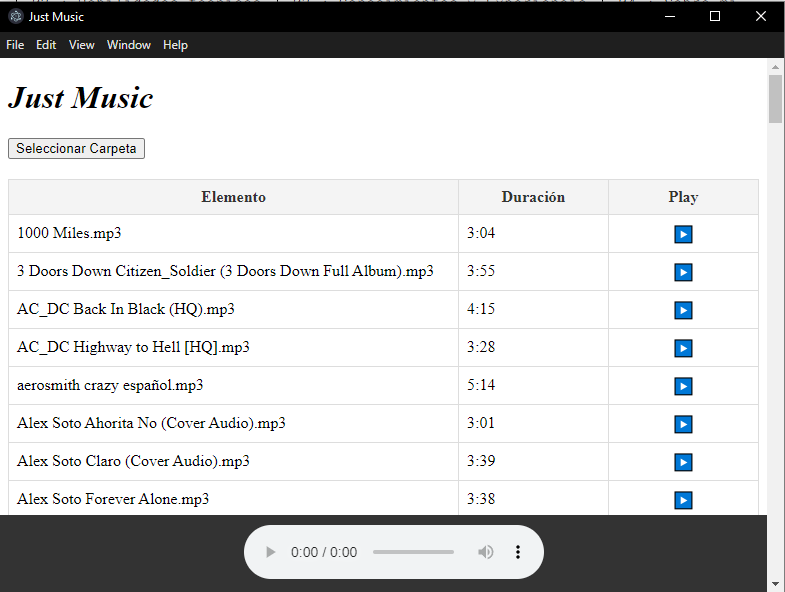 Just Music
File Edit View Window Help
Just Music
Seleccionar Carpeta
Elemento Duración Play
1000 Miles.mp3 3:04
3 Doors Down Citizen_Soldier (3 Doors Down Full Album).mp3 3:55
AC_DC Back In Black (HQ).mp3 4:15
AC_DC Highway to Hell [HQ].mp3 3:28
aerosmith crazy español.mp3 5:14
Alex Soto Ahorita No (Cover Audio).mp3 3:01
Alex Soto Claro (Cover Audio).mp3 3:39
Alex Soto Forever Alone.mp3 3:38
0:00 / 0:00